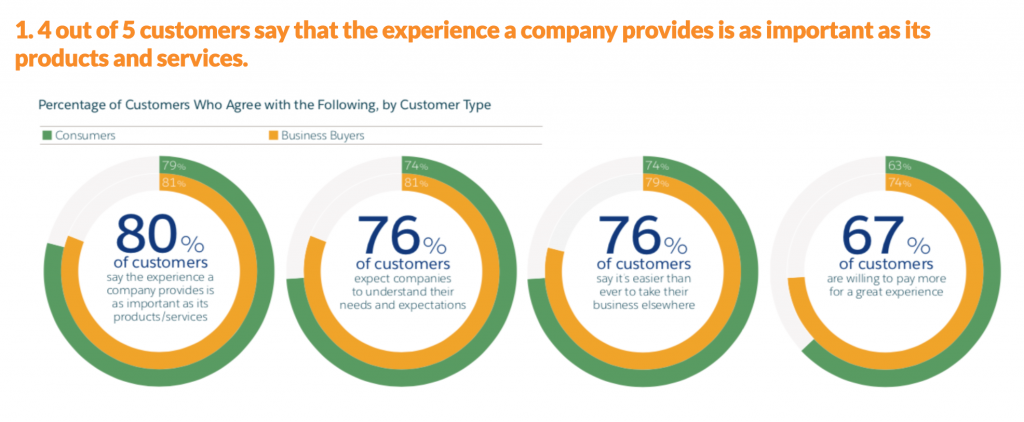 1. 4 out of 5 customers say that the experience a company provides is as important as its
products and services.
Percentage of Customers Who Agree with the Following, by Customer Type
Consumers
Business Buyers
79%
81%
80%
of customers
say the experience a
company provides is
as important as its
products/services
74%
81%
76%
of customers
expect companies
to understand their
needs and expectations
74%
79%
76%
of customers
say it's easier than
ever to take their
business elsewhere
63%
74%
67%
of customers
are willing to pay more
for a great experience